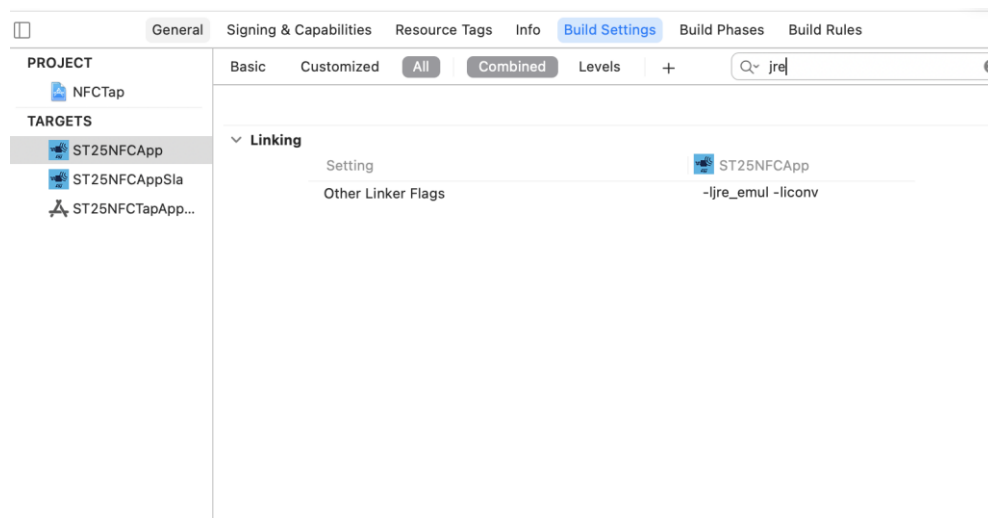 General Signing & Capabilities Resource Tags Info Build Settings Build Phases Build Rules
PROJECT
NFCTap
TARGETS
ST25NFCApp
ST25NFCAppSla
ST25NFCTapApp...
Basic Customized All Combined Levels + jre
Linking
Setting ST25NFCApp
Other Linker Flags -ljre_emul -liconv